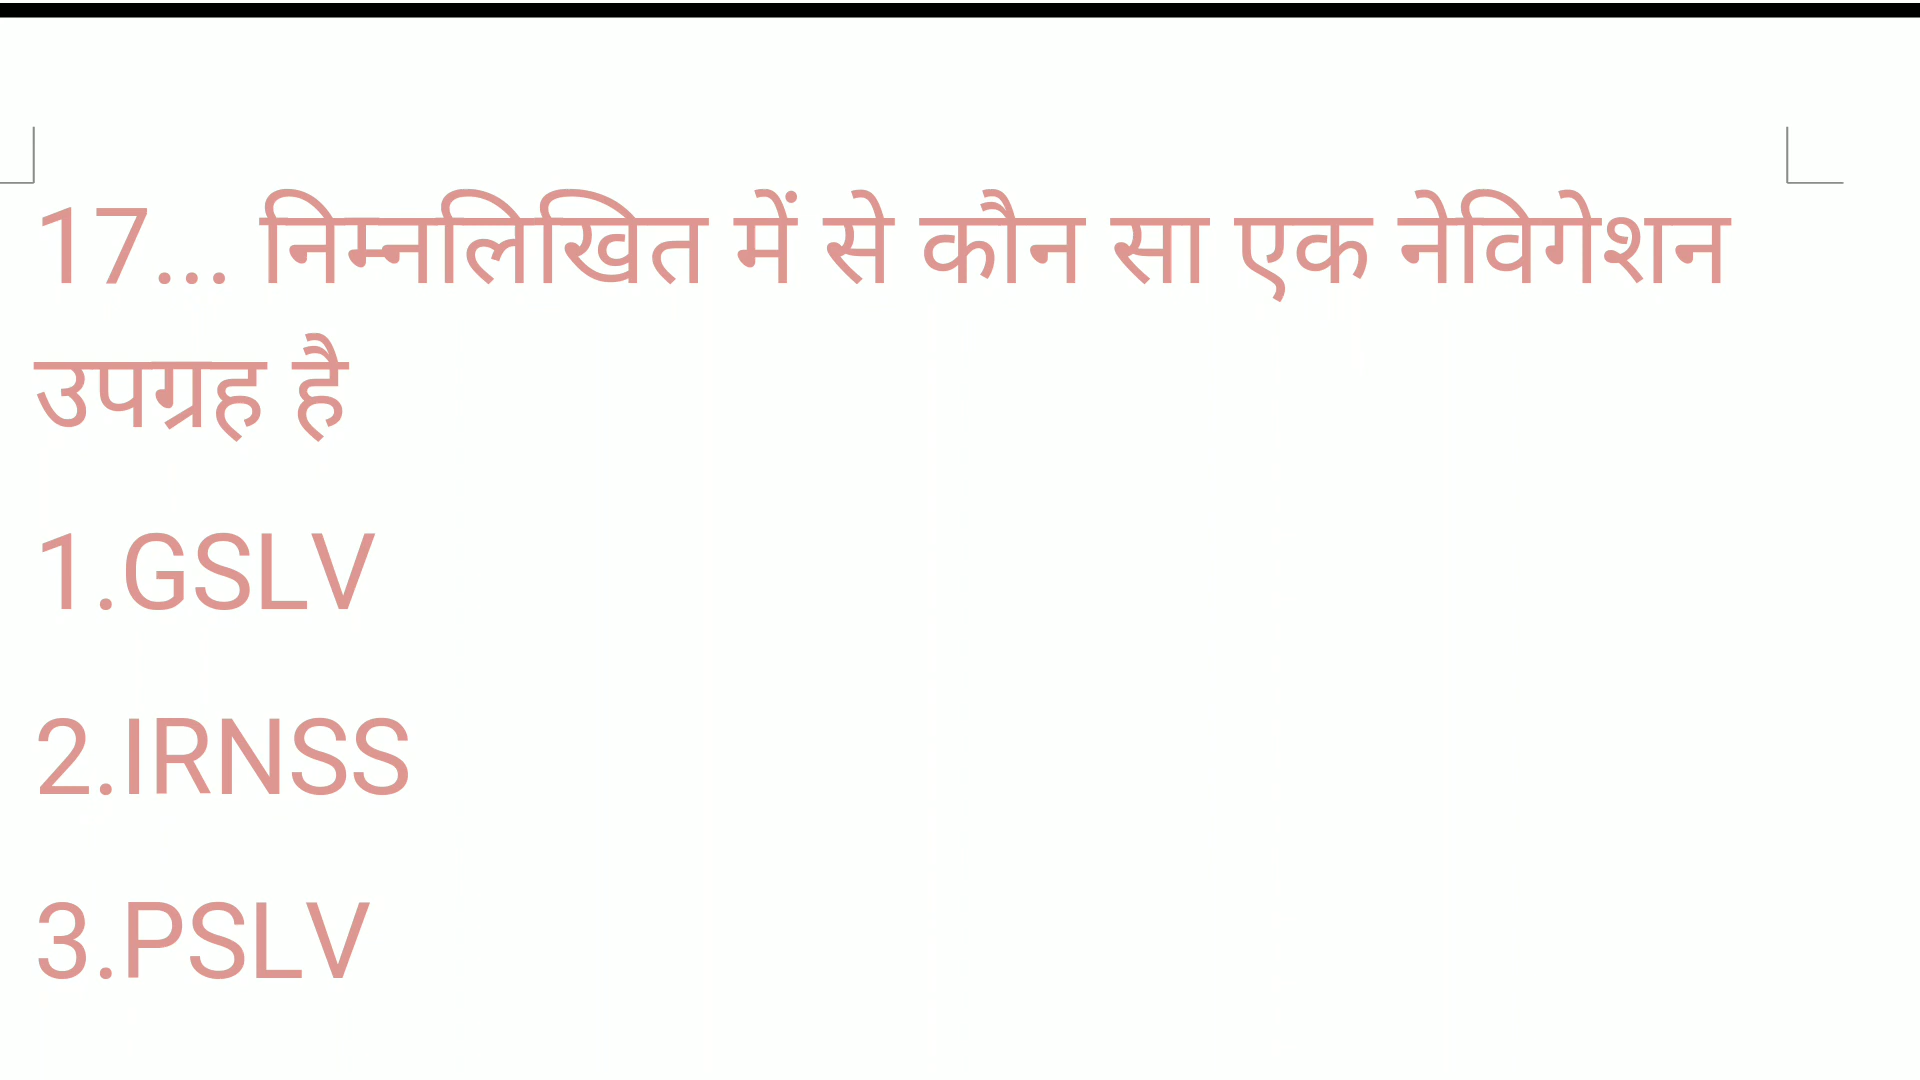 17... निम्नलिखित में से कौन सा एक नेविगेशन
उपग्रह है
1.GSLV
2.IRNSS
3.PSLV